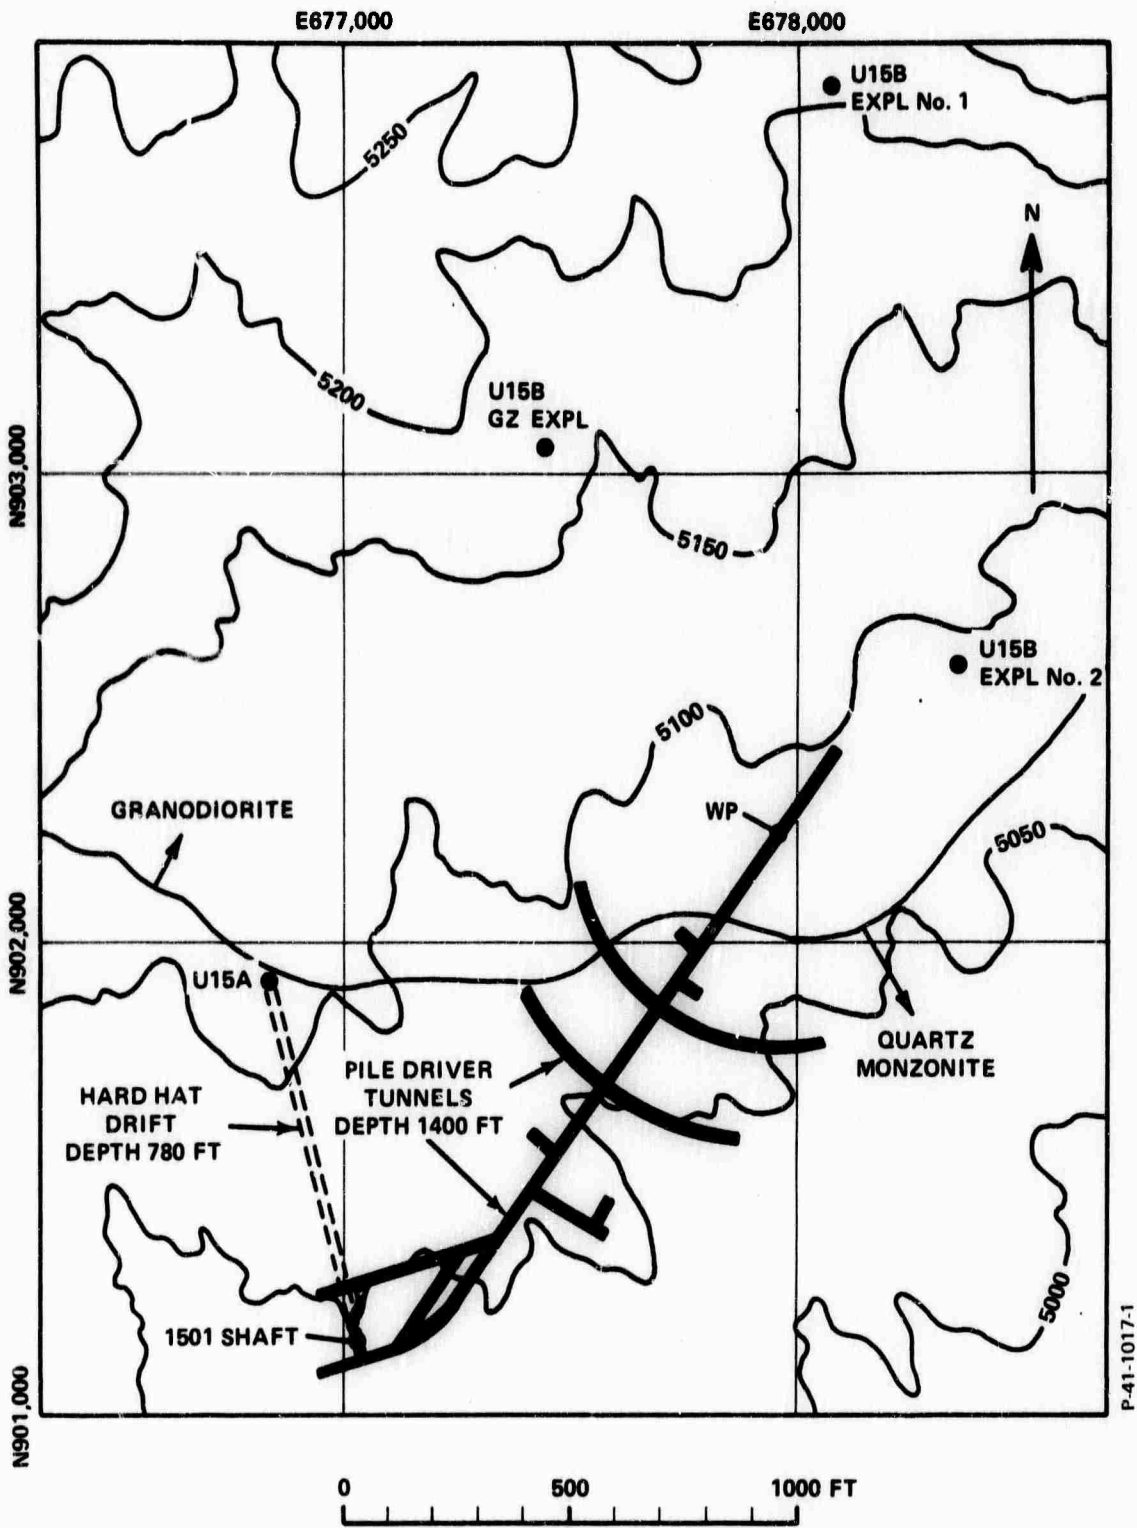 E677,000
E678,000
U15B
EXPL No. 1
5250
N
5200
U15B
GZ EXPL
N903,000
5150
U15B
EXPL No. 2
5100
WP
GRANODIORITE
5050
N902,000
U15A
QUARTZ
MONZONITE
PILE DRIVER
TUNNELS
DEPTH 1400 FT
HARD HAT
DRIFT
DEPTH 780 FT
5000
1501 SHAFT
N901,000
P-41-1017-1
0
500
1000 FT